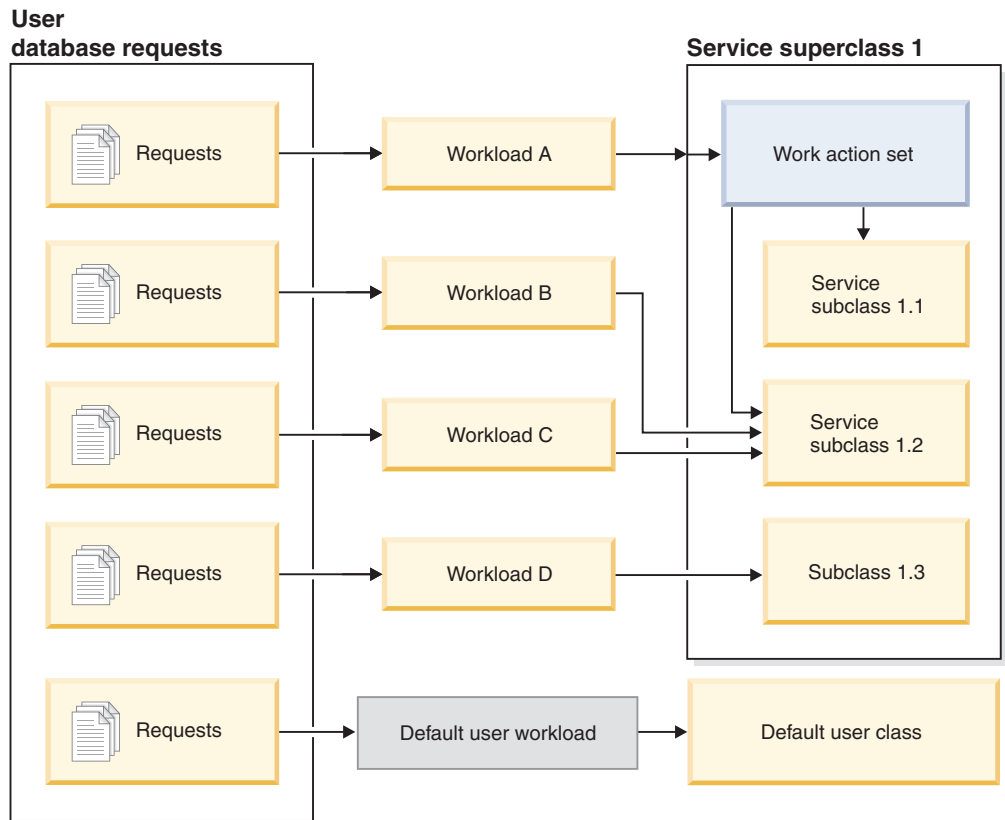 User
database requests
Service superclass 1
Requests
Workload A
Work action set
Requests
Workload B
Service
subclass 1.1
Requests
Workload C
Service
subclass 1.2
Requests
Workload D
Subclass 1.3
Requests
Default user workload
Default user class